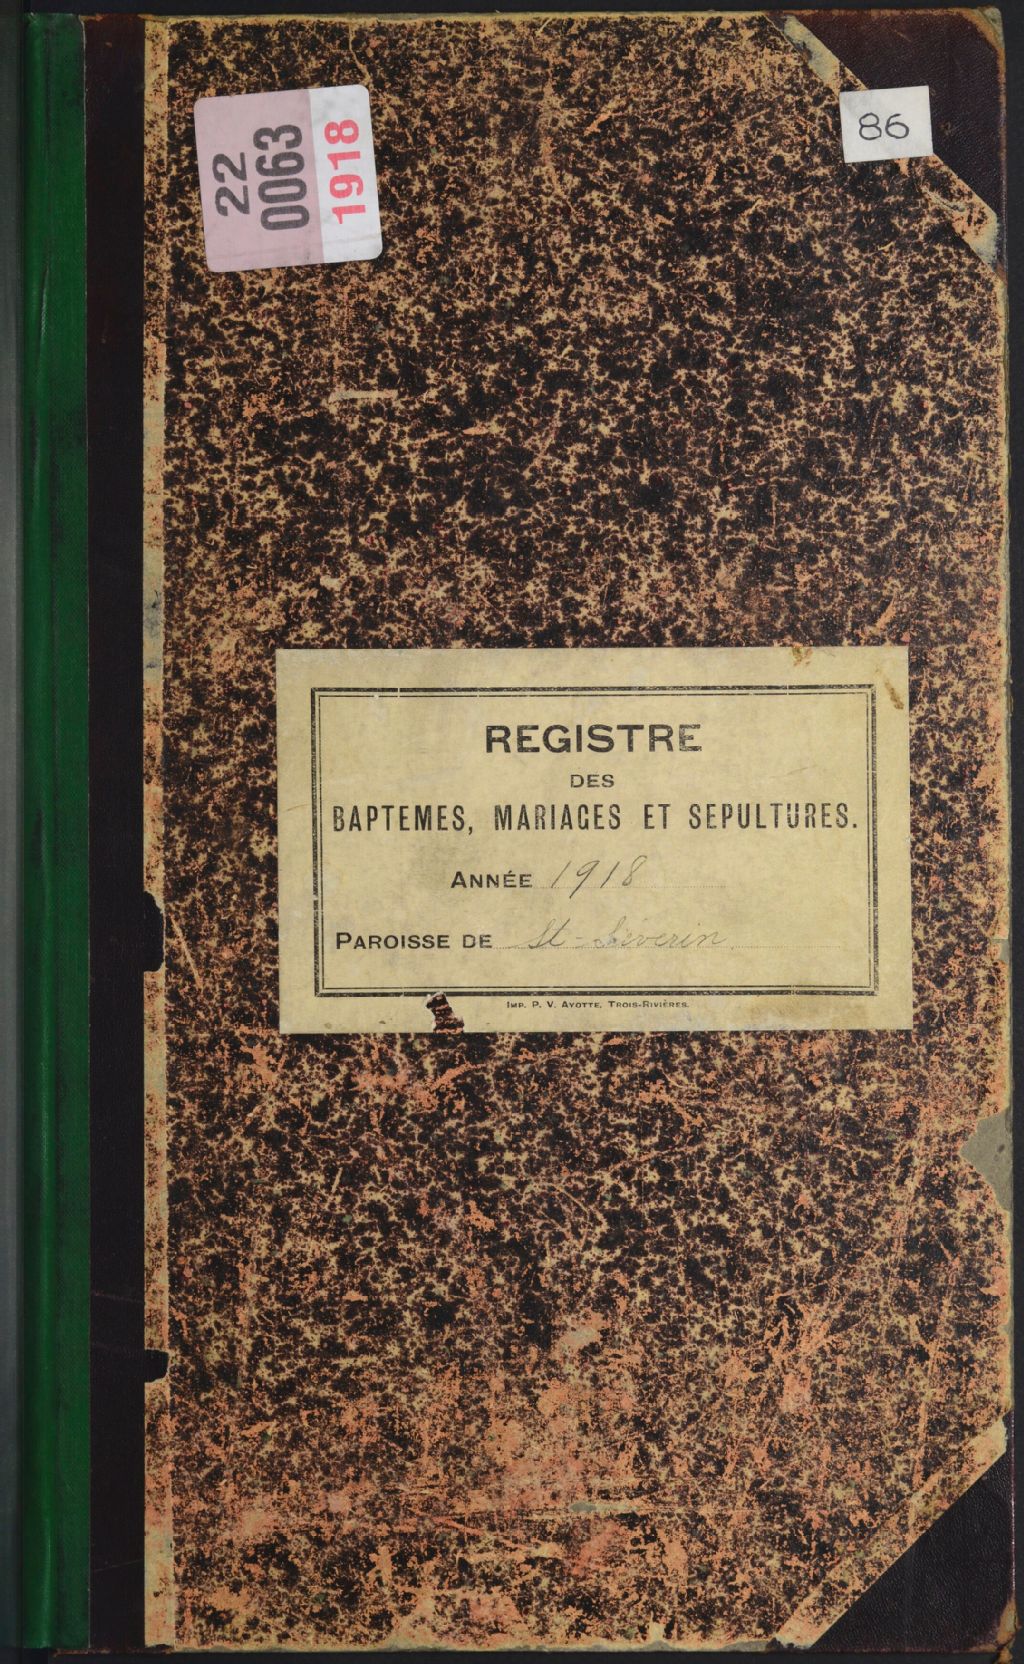 22
0063
1918
86
REGISTRE
DES
BAPTEMES, MARIAGES ET SEPULTURES.
ANNÉE 1918
PAROISSE DE St-Séverin.
IMP. P. V. AYOTTE, TROIS-RIVIÈRES.